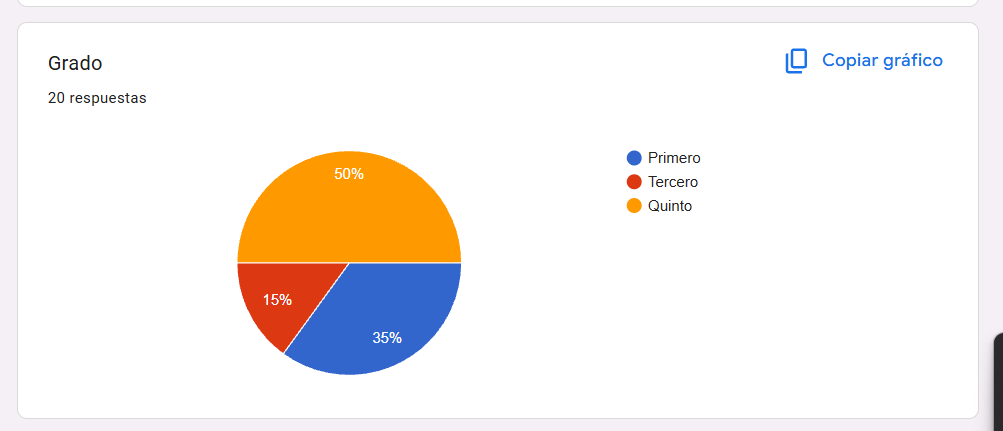 Grado
Copiar gráfico
20 respuestas
50%
15%
35%
Primero
Tercero
Quinto